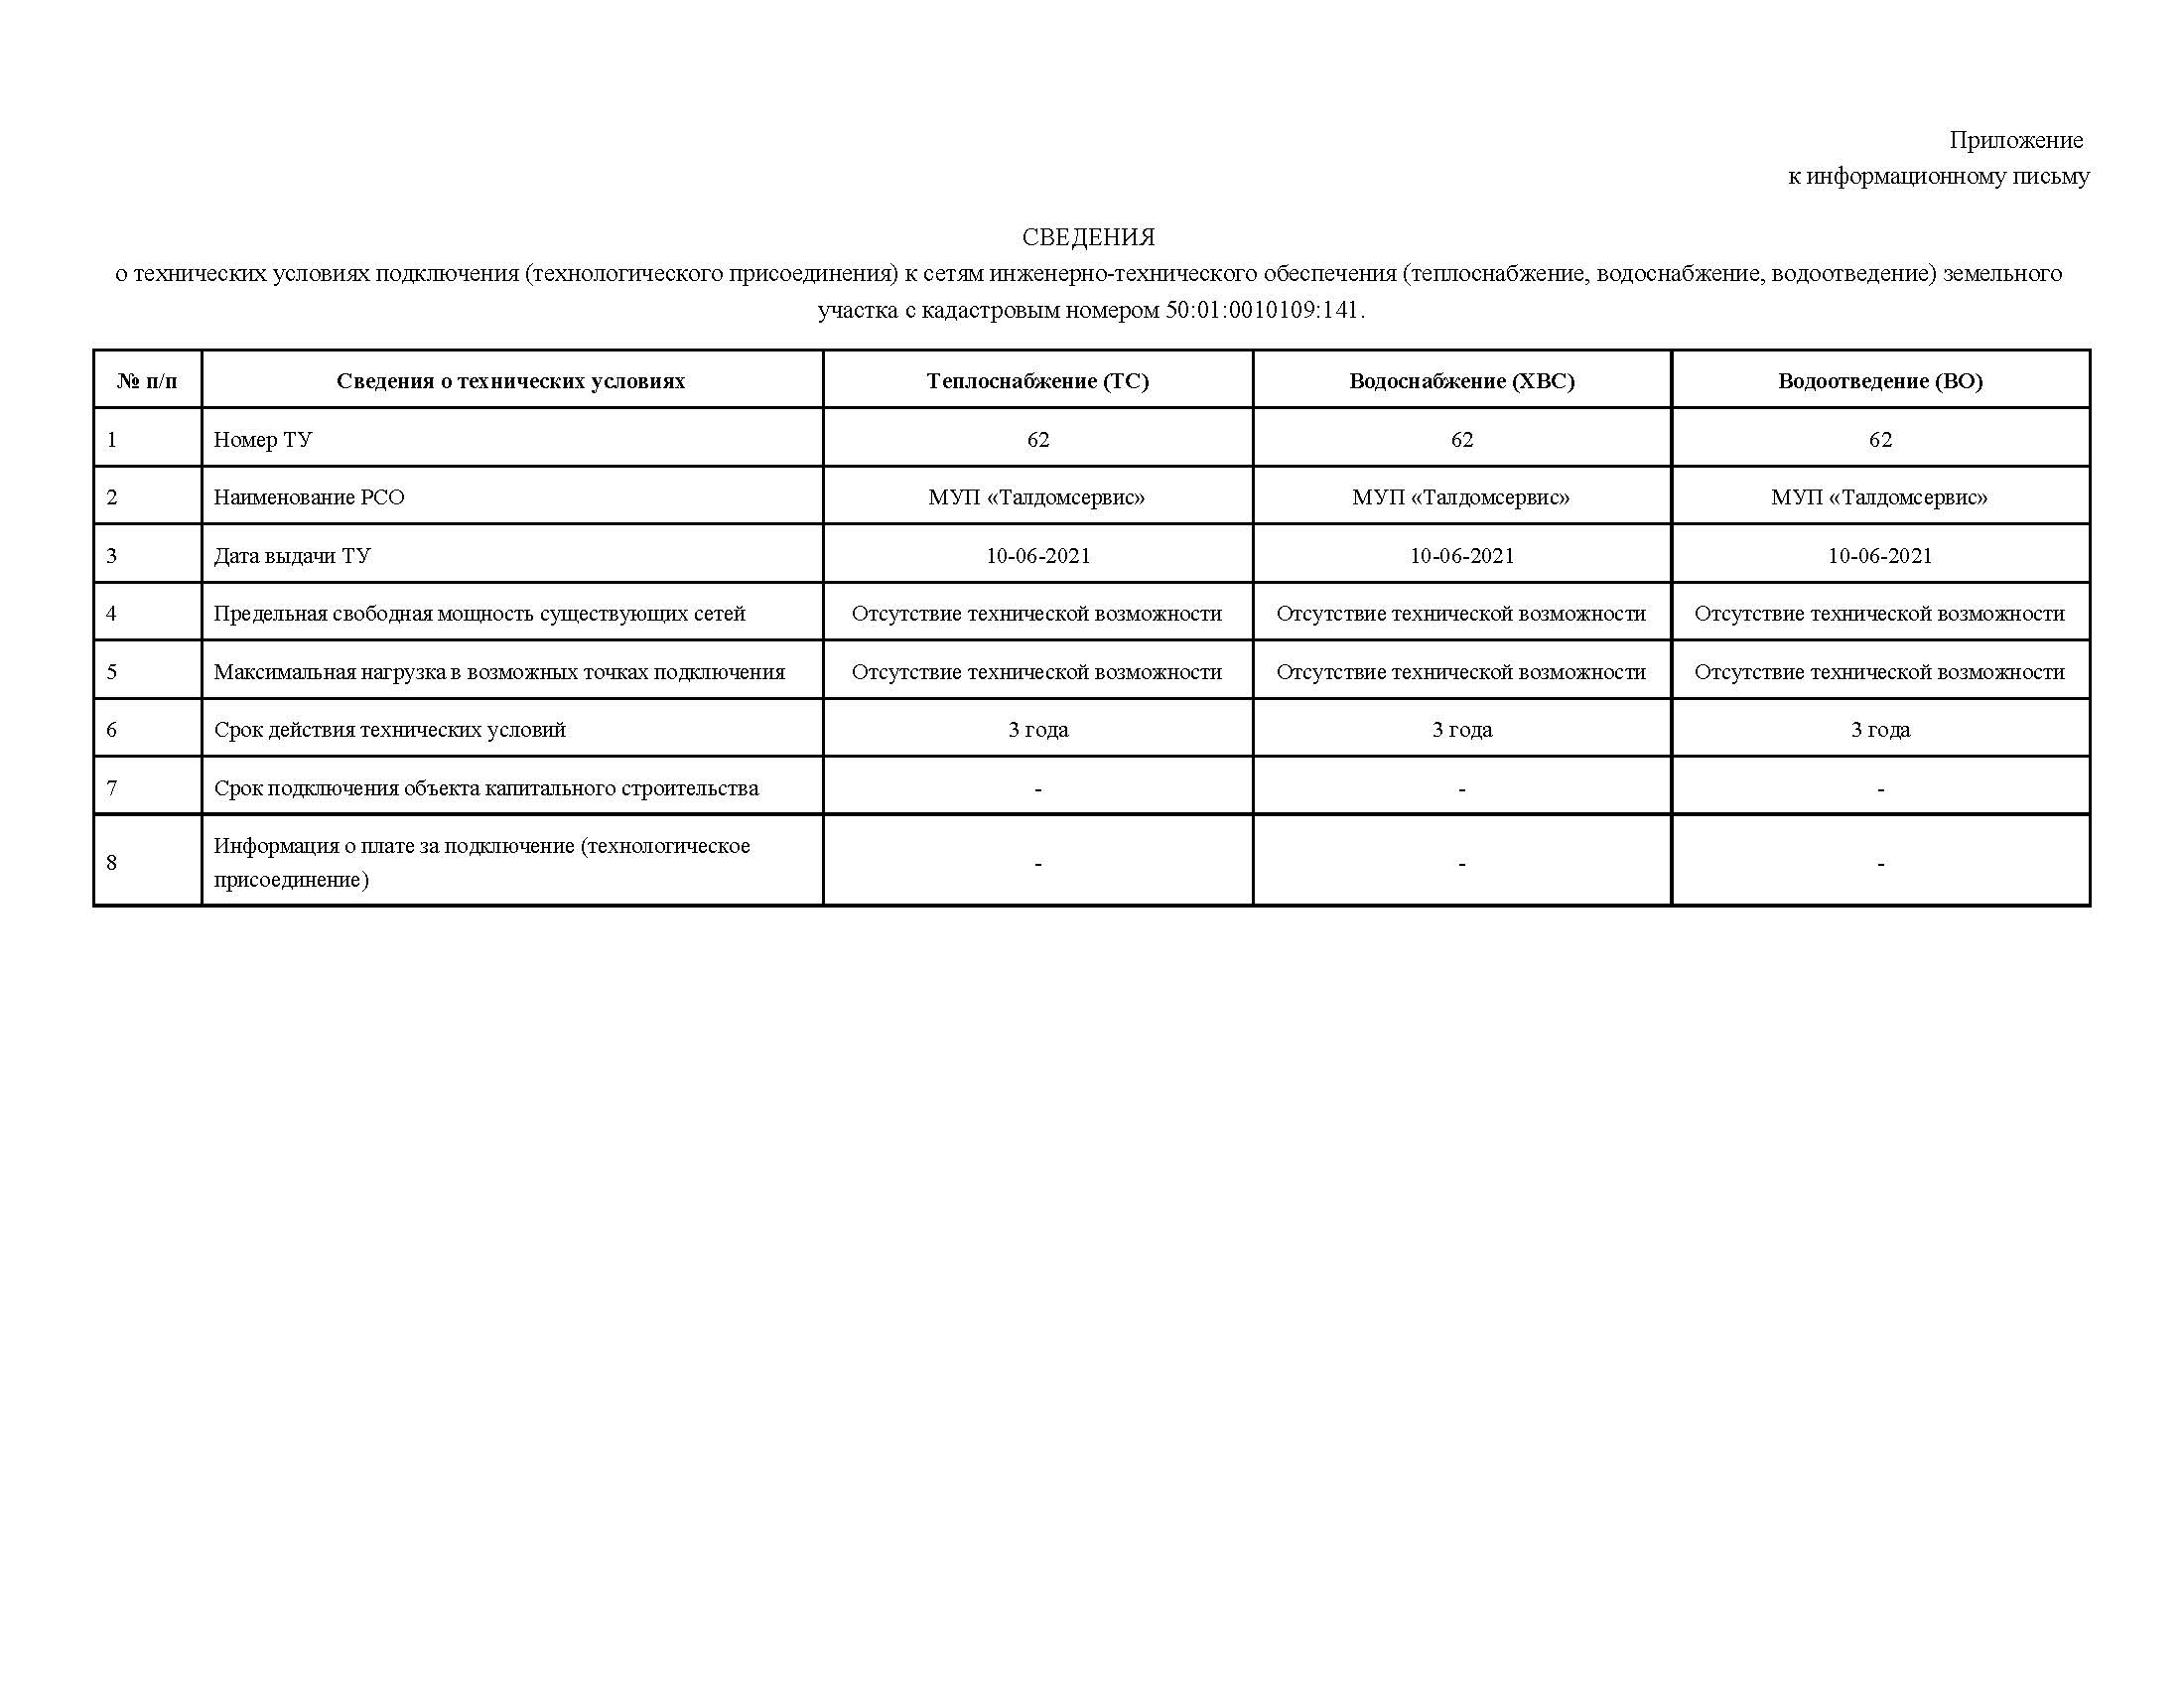 Приложение
к информационному письму
СВЕДЕНИЯ
о технических условиях подключения (технологического присоединения) к сетям инженерно-технического обеспечения (теплоснабжение, водоснабжение, водоотведение) земельного
участка с кадастровым номером 50:01:0010109:141.
№ п/п Сведения о технических условиях Теплоснабжение (ТС) Водоснабжение (ХВС) Водоотведение (ВО)
1 Номер ТУ 62 62 62
2 Наименование РСО МУП «Талдомсервис» МУП «Талдомсервис» МУП «Талдомсервис»
3 Дата выдачи ТУ 10-06-2021 10-06-2021 10-06-2021
4 Предельная свободная мощность существующих сетей Отсутствие технической возможности Отсутствие технической возможности Отсутствие технической возможности
5 Максимальная нагрузка в возможных точках подключения Отсутствие технической возможности Отсутствие технической возможности Отсутствие технической возможности
6 Срок действия технических условий 3 года 3 года 3 года
7 Срок подключения объекта капитального строительства - - -
8 Информация о плате за подключение (технологическое
присоединение) - - -